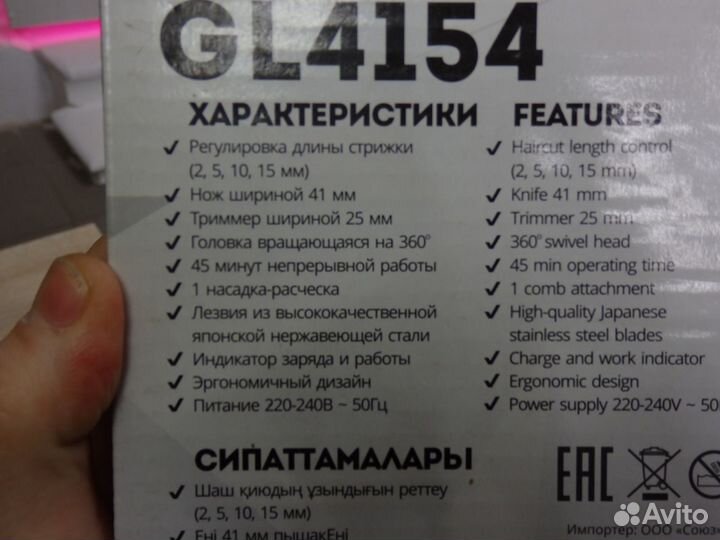 GL4154
ХАРАКТЕРИСТИКИ
✓ Регулировка длины стрижки
(2, 5, 10, 15 мм)
✓ Нож шириной 41 мм
✓ Триммер шириной 25 мм
✓ Головка вращающаяся на 360°
✓ 45 минут непрерывной работы
✓ 1 насадка-расческа
✓ Лезвия из высококачественной
японской нержавеющей стали
✓ Индикатор заряда и работы
✓ Эргономичный дизайн
✓ Питание 220-240В ~ 50Гц
FEATURES
✓ Haircut length control
(2, 5, 10, 15 mm)
✓ Knife 41 mm
✓ Trimmer 25 mm
✓ 360° swivel head
✓ 45 min operating time
✓ 1 comb attachment
✓ High-quality Japanese
stainless steel blades
✓ Charge and work indicator
✓ Ergonomic design
✓ Power supply 220-240V ~ 50
СИПАТТАМАЛАРЫ
✓ Шаш қиюдың ұзындығын реттеу
(2, 5, 10, 15 мм)
✓ Ені 41 мм пышақЕні
EAC
Импортер: ООО «Союз
Avito